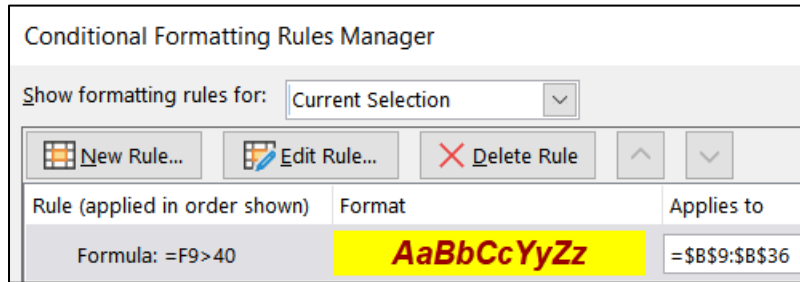 Conditional Formatting Rules Manager
Show formatting rules for: Current Selection
New Rule... Edit Rule... Delete Rule
Rule (applied in order shown) Format Applies to
Formula: =F9>40 AaBbCcYyZz =$B$9:$B$36